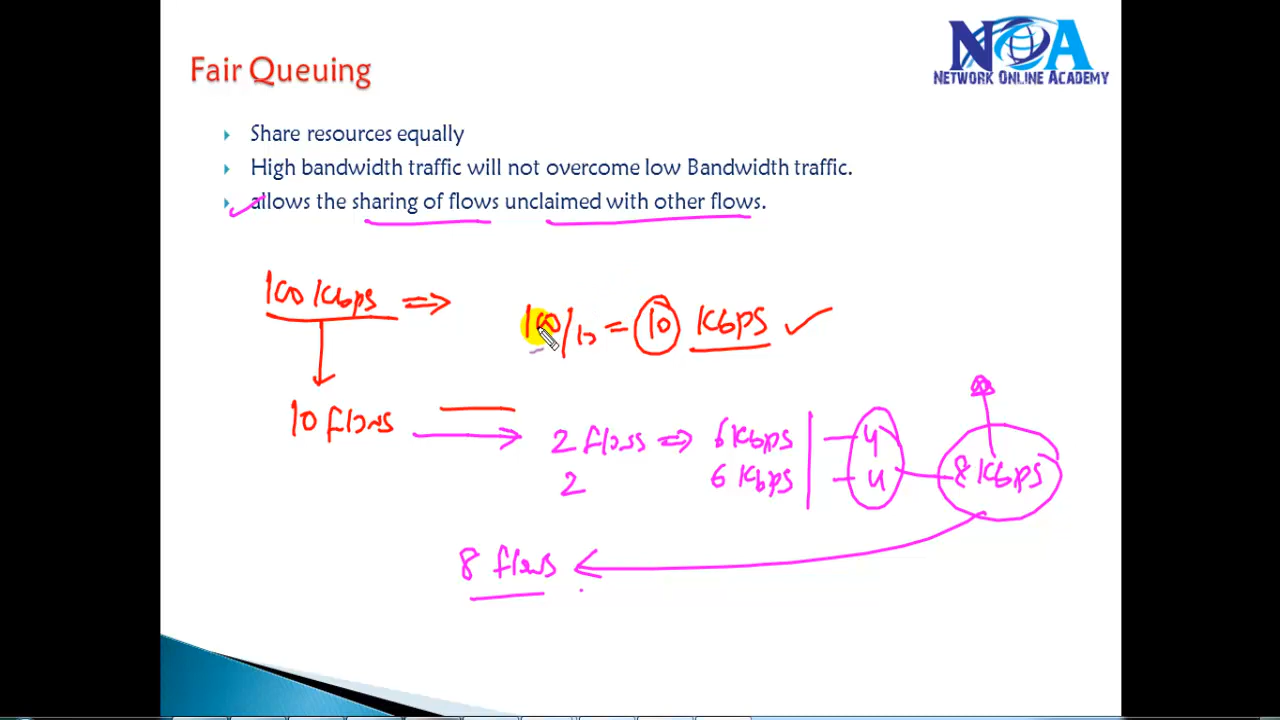 NOA
NETWORK ONLINE ACADEMY
Fair Queuing
Share resources equally
High bandwidth traffic will not overcome low Bandwidth traffic.
allows the sharing of flows unclaimed with other flows.
100 Kbps ⇒
100/10 = 10 Kbps ✓
10 flows
2 flows ⇒ 6 Kbps | 4
2 6 Kbps | 4 8 Kbps
8 flows